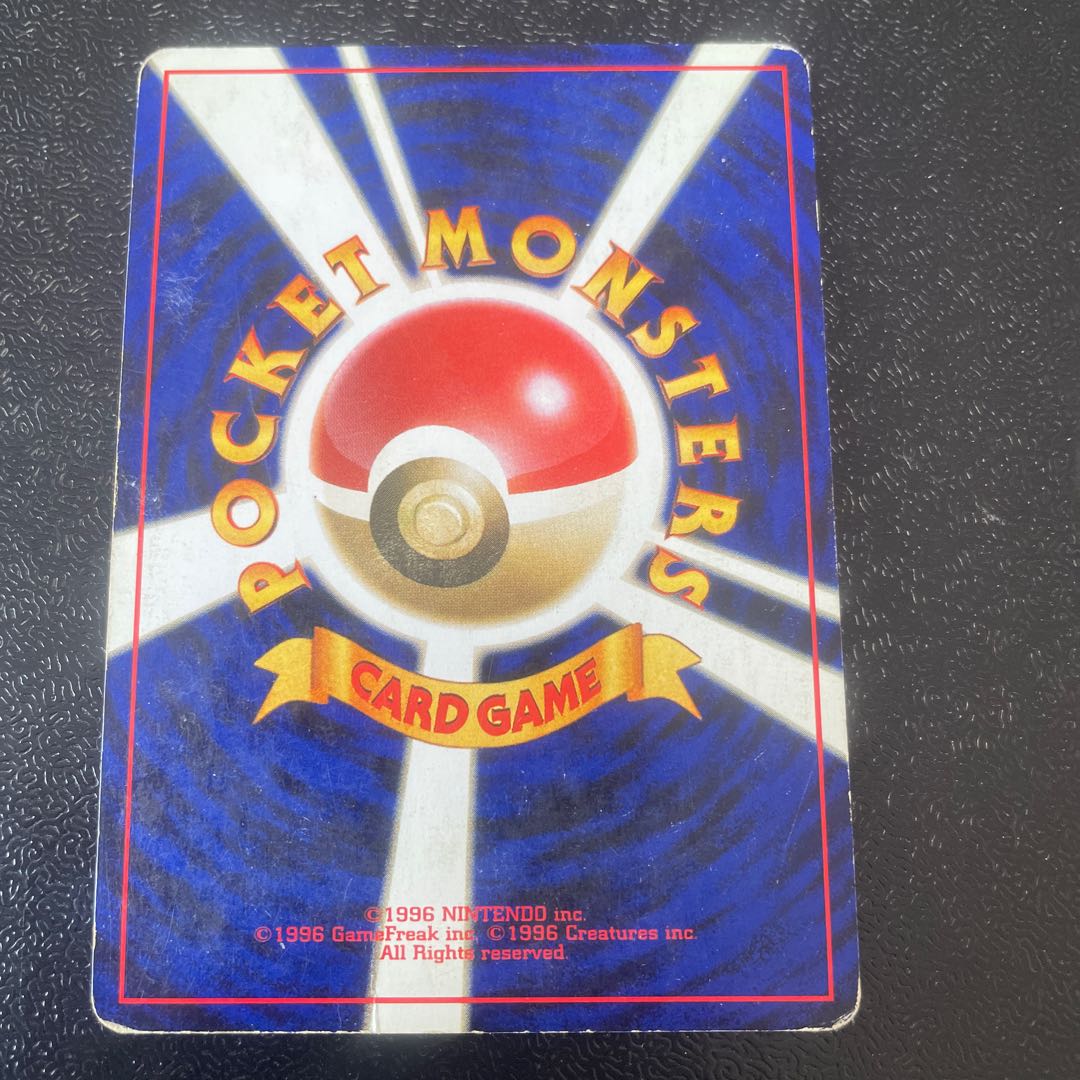 POCKET MONSTERS
CARD GAME
©1996 NINTENDO inc.
©1996 GameFreak inc. ©1996 Creatures inc.
All Rights reserved.